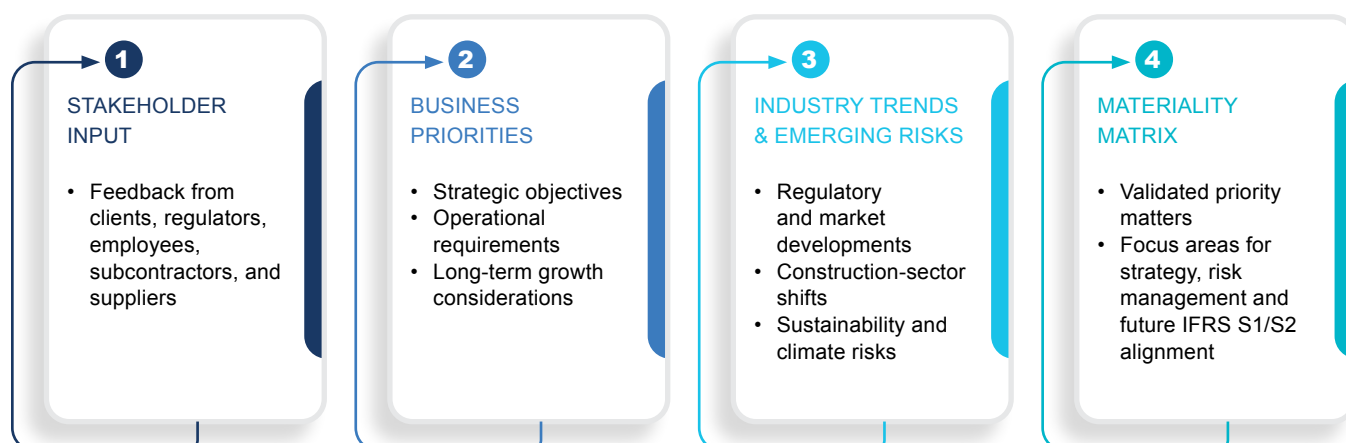 1
STAKEHOLDER
INPUT
• Feedback from
clients, regulators,
employees,
subcontractors, and
suppliers
2
BUSINESS
PRIORITIES
• Strategic objectives
• Operational
requirements
• Long-term growth
considerations
3
INDUSTRY TRENDS
& EMERGING RISKS
• Regulatory
and market
developments
• Construction-sector
shifts
• Sustainability and
climate risks
4
MATERIALITY
MATRIX
• Validated priority
matters
• Focus areas for
strategy, risk
management and
future IFRS S1/S2
alignment